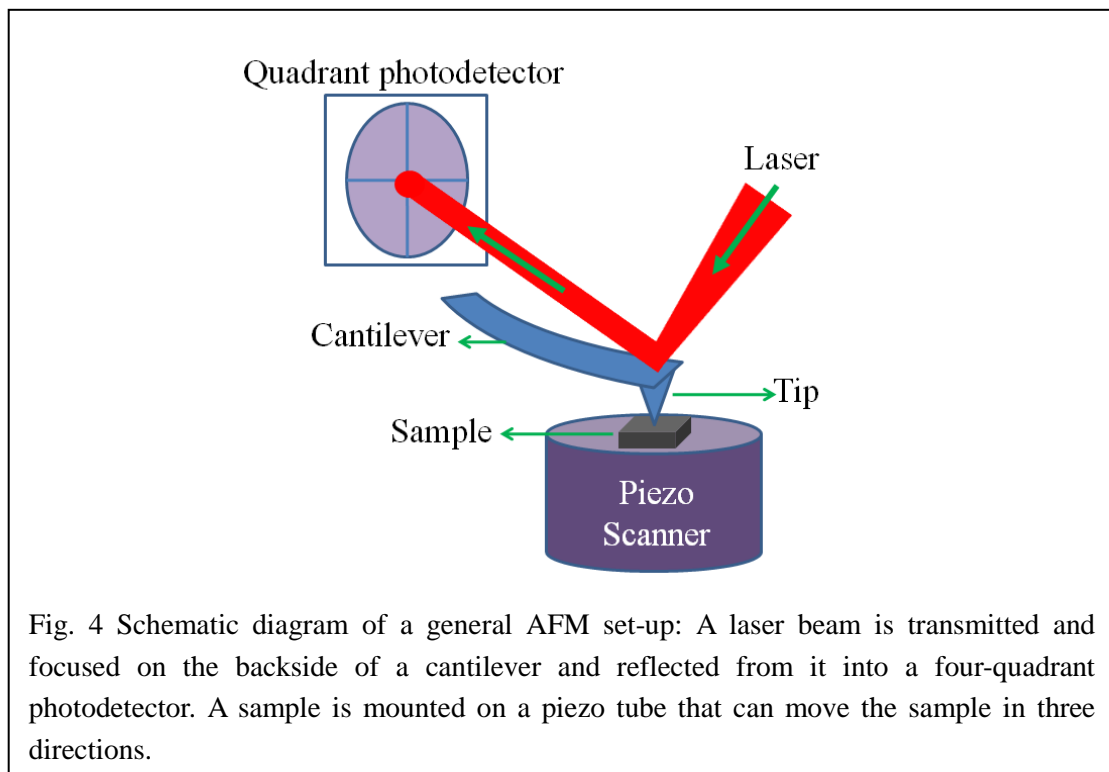 Quadrant photodetector
Laser
Cantilever
Tip
Sample
Piezo
Scanner
Fig. 4 Schematic diagram of a general AFM set-up: A laser beam is transmitted and
focused on the backside of a cantilever and reflected from it into a four-quadrant
photodetector. A sample is mounted on a piezo tube that can move the sample in three
directions.